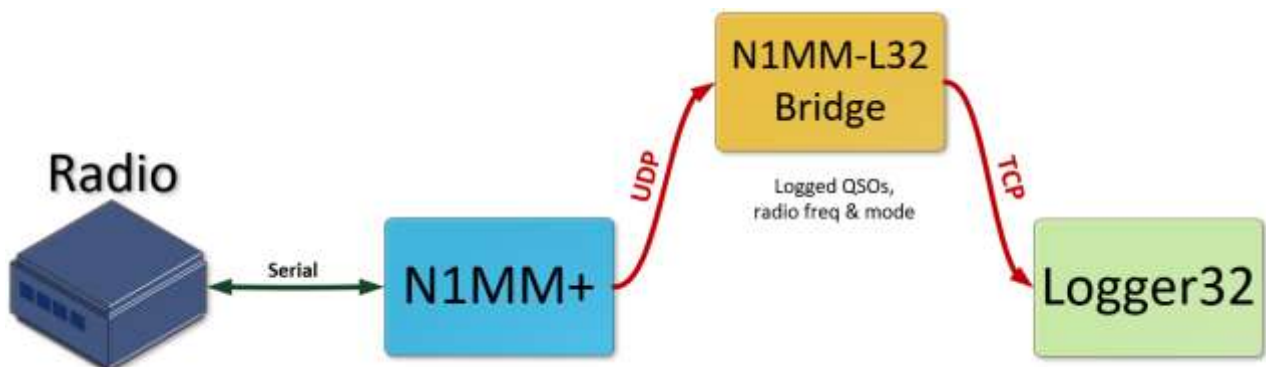 Radio
Serial
N1MM+
UDP
N1MM-L32
Bridge
Logged QSOs,
radio freq & mode
TCP
Logger32